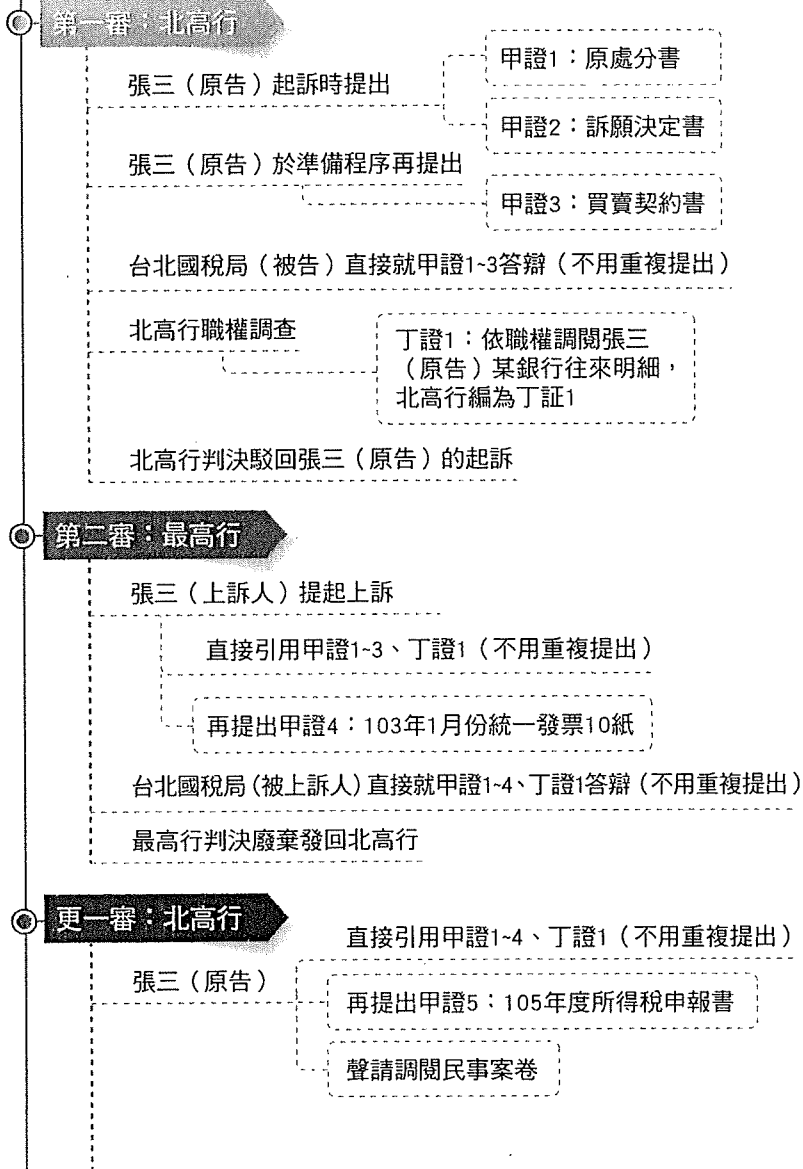 第一審：北高行
張三（原告）起訴時提出
甲證1：原處分書
甲證2：訴願決定書
張三（原告）於準備程序再提出
甲證3：買賣契約書
台北國稅局（被告）直接就甲證1~3答辯（不用重複提出）
北高行職權調查
丁證1：依職權調閱張三
（原告）某銀行往來明細，
北高行編為丁証1
北高行判決駁回張三（原告）的起訴
第二審：最高行
張三（上訴人）提起上訴
直接引用甲證1~3、丁證1（不用重複提出）
再提出甲證4：103年1月份統一發票10紙
台北國稅局（被上訴人）直接就甲證1~4、丁證1答辯（不用重複提出）
最高行判決廢棄發回北高行
更一審：北高行
直接引用甲證1~4、丁證1（不用重複提出）
張三（原告）
再提出甲證5：105年度所得稅申報書
聲請調閱民事案卷